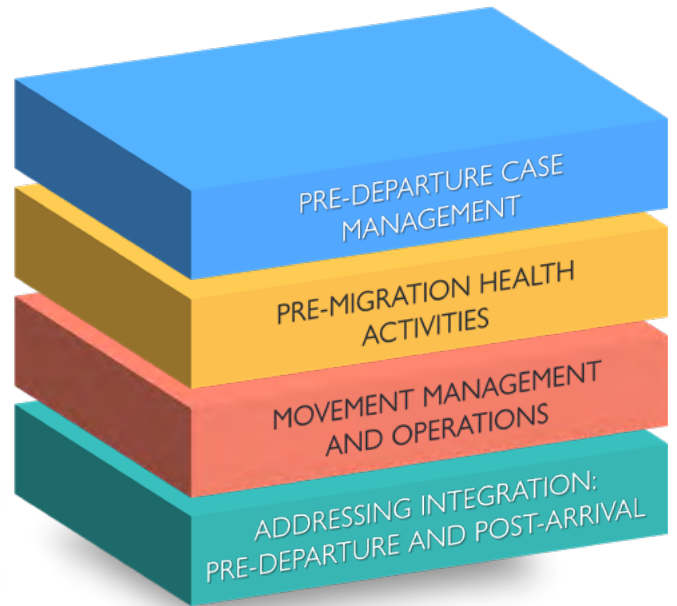 PRE-DEPARTURE CASE
MANAGEMENT
PRE-MIGRATION HEALTH
ACTIVITIES
MOVEMENT MANAGEMENT
AND OPERATIONS
ADDRESSING INTEGRATION:
PRE-DEPARTURE AND POST-ARRIVAL